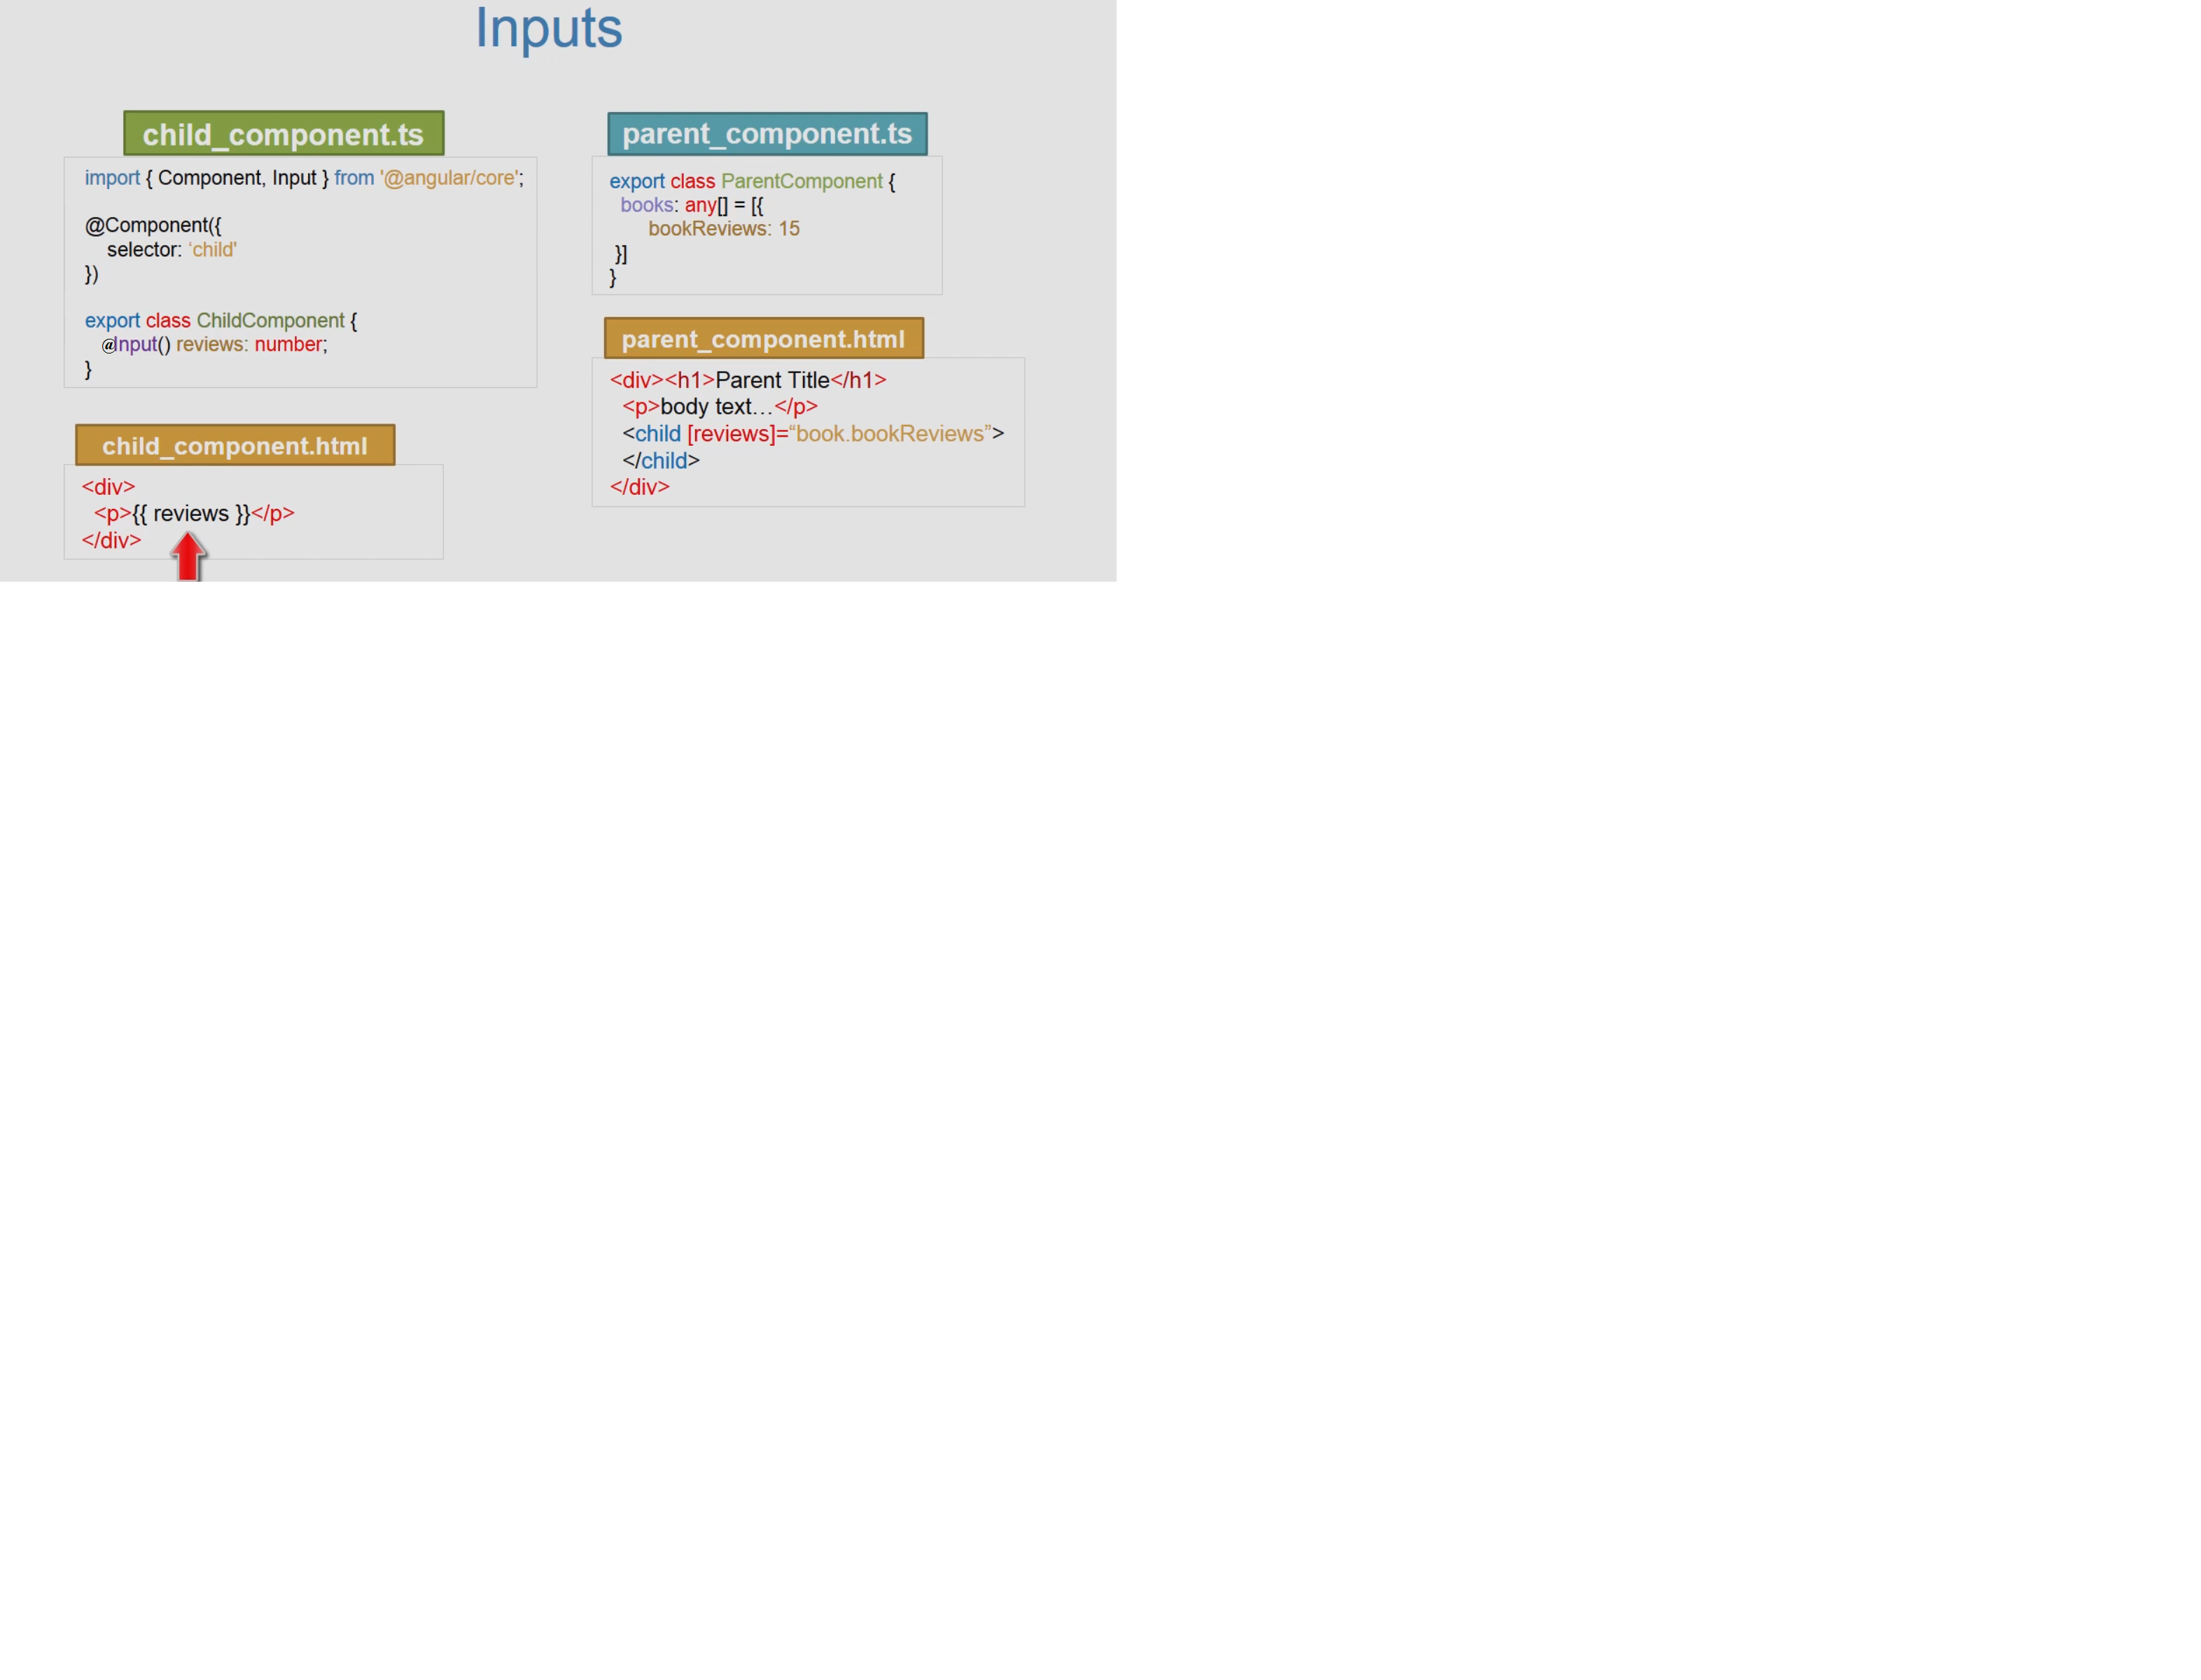 Inputs
child_component.ts
import { Component, Input } from '@angular/core';
@Component({
selector: ‘child'
})
export class ChildComponent {
@Input() reviews: number;
}
child_component.html
<div>
<p>{{ reviews }}</p>
</div>
parent_component.ts
export class ParentComponent {
books: any[] = [{
bookReviews: 15
}]
}
parent_component.html
<div><h1>Parent Title</h1>
<p>body text…</p>
<child [reviews]=“book.bookReviews”>
</child>
</div>